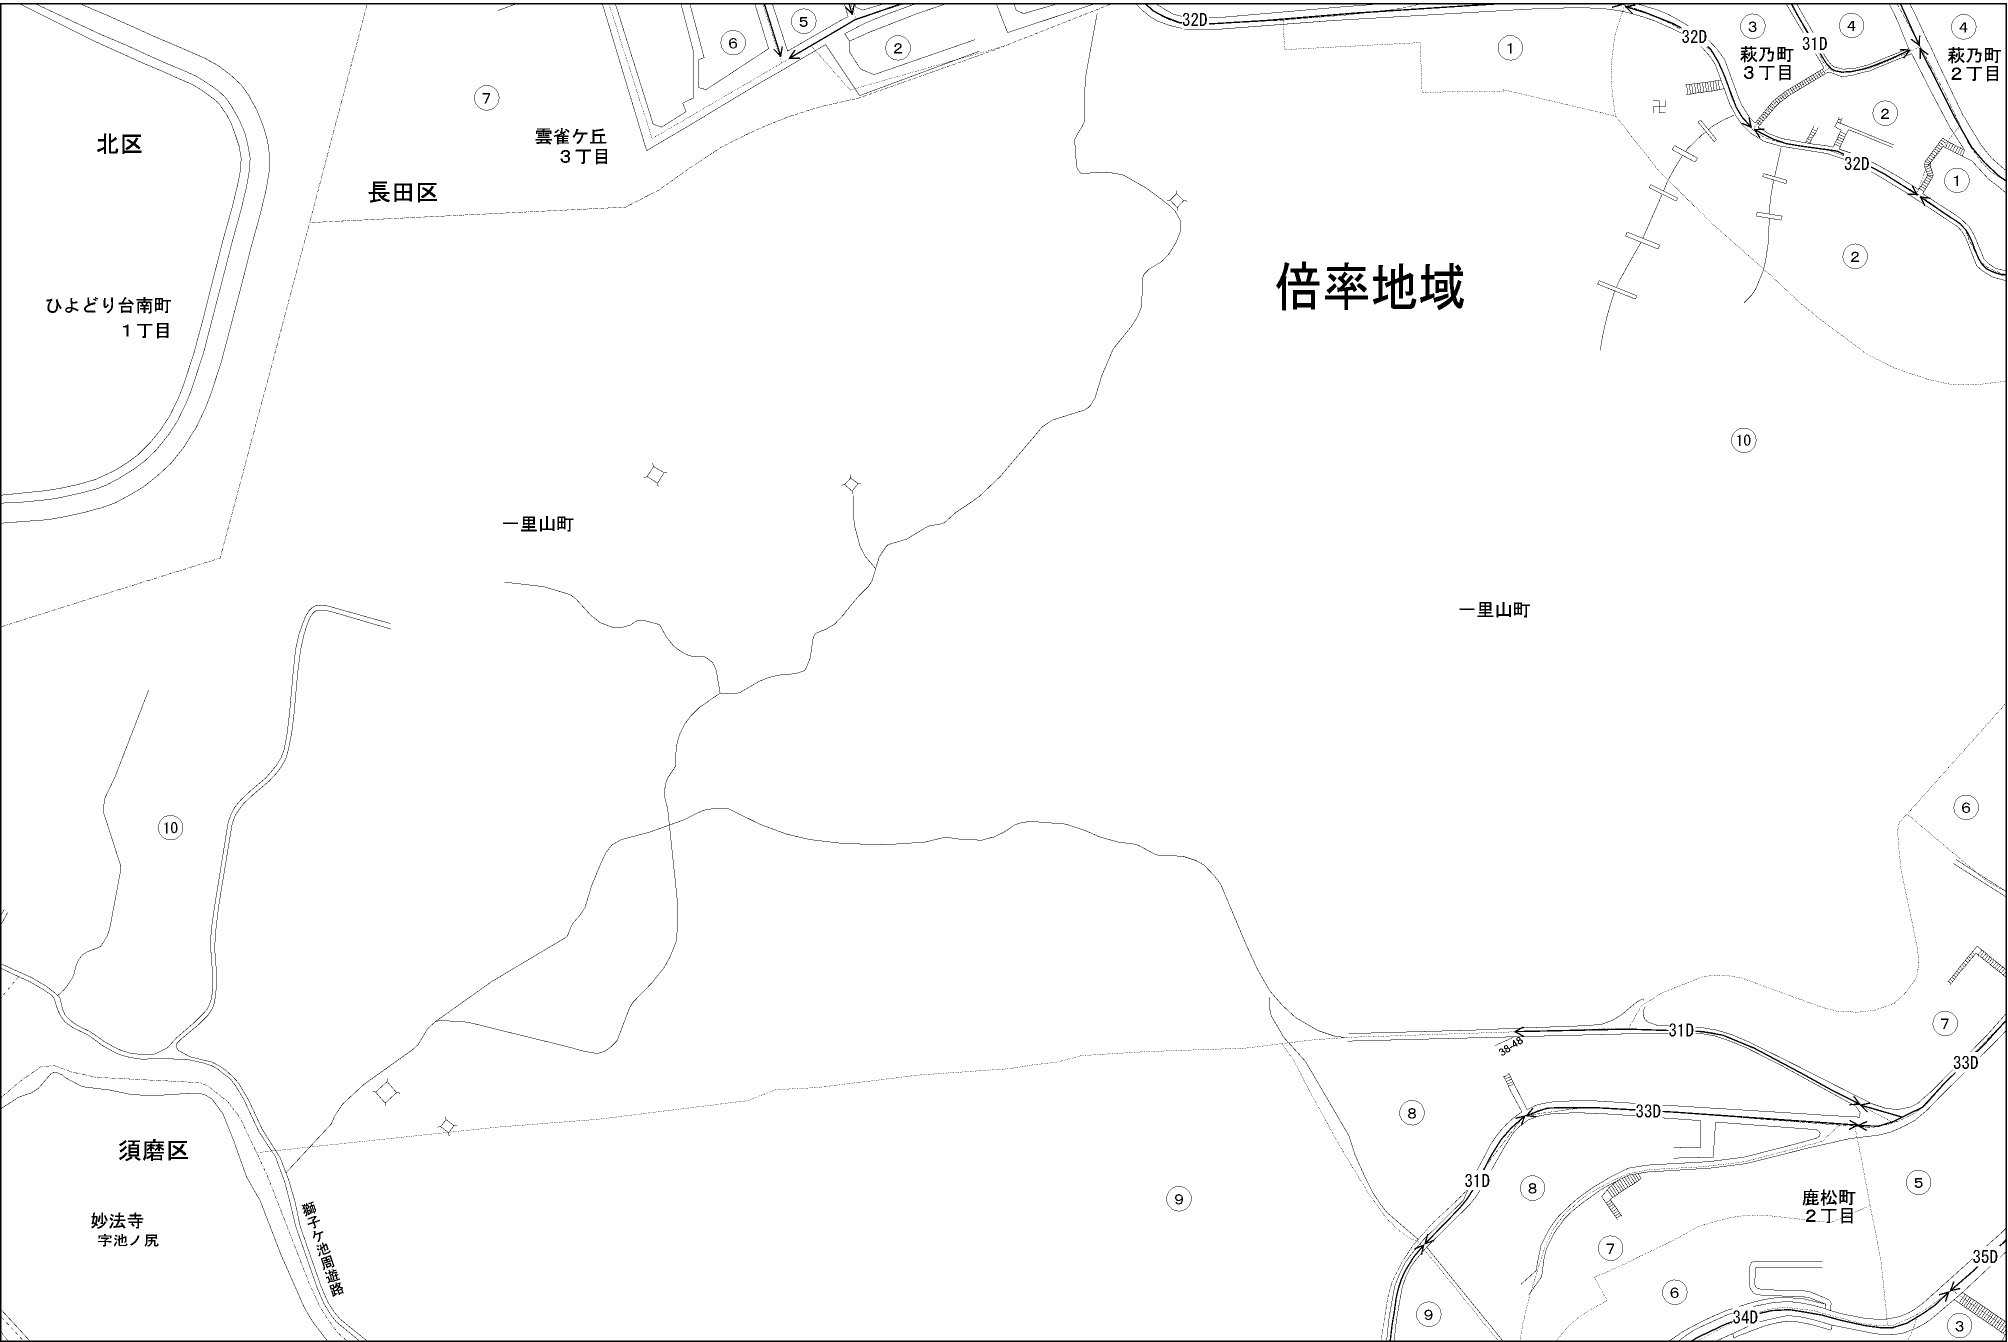 32D
⑤
⑥
②
①
32D
③
萩乃町
3丁目
31D
④
④
萩乃町
2丁目
⑦
雲雀ケ丘
3丁目
北区
長田区
卍
②
32D
①
②
倍率地域
ひよどり台南町
1丁目
⑩
一里山町
一里山町
⑩
⑥
31D
38-48
⑦
33D
⑧
33D
須磨区
妙法寺
字池ノ尻
獅子ケ池周遊路
⑨
31D
⑧
⑤
鹿松町
2丁目
⑦
35D
⑥
⑨
34D
③